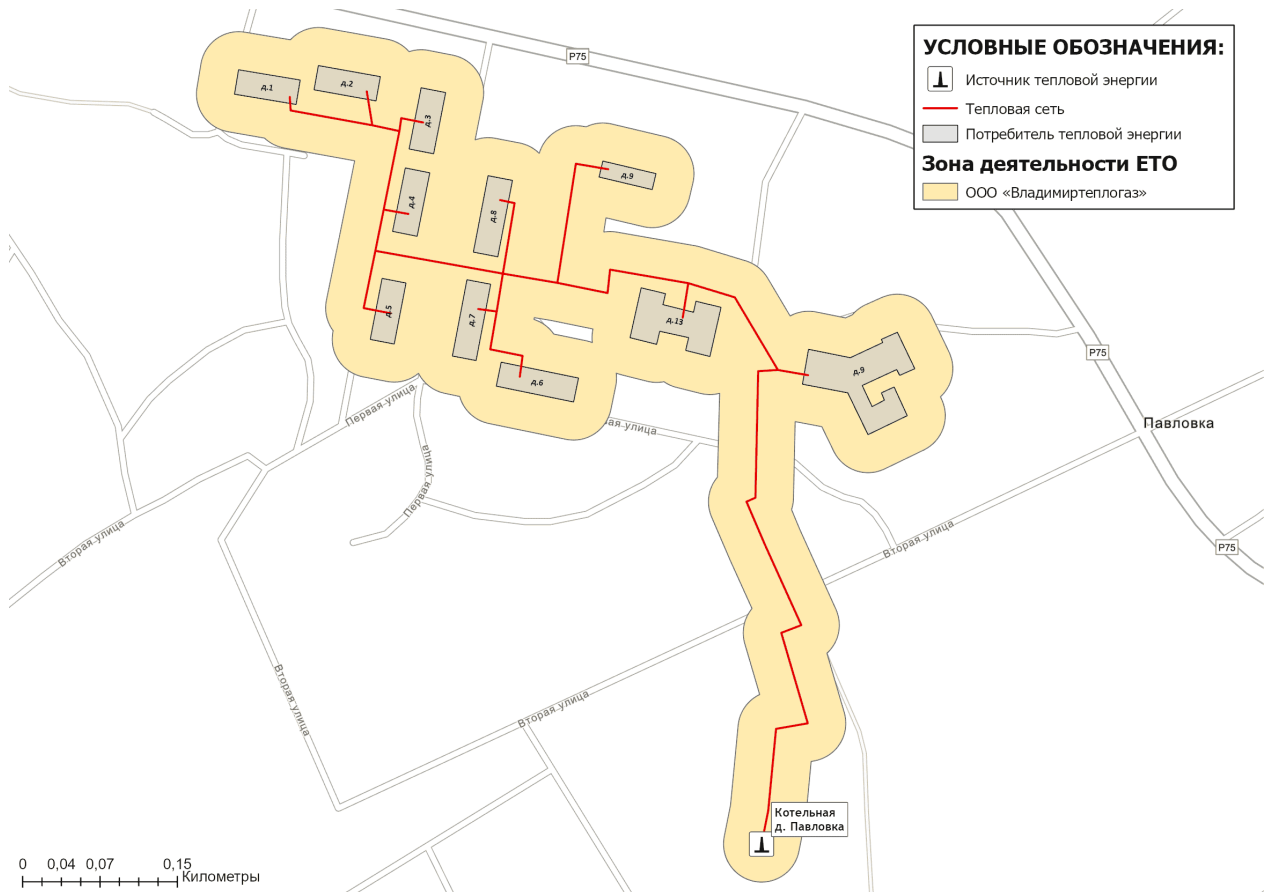 УСЛОВНЫЕ ОБОЗНАЧЕНИЯ:
Источник тепловой энергии
Тепловая сеть
Потребитель тепловой энергии
Зона деятельности ЕТО
ООО «Владимиртеплогаз»
Р75
д.1
д.2
д.3
д.4
д.8
д.9
д.5
д.7
д.6
д.13
д.9
Р75
Павловка
Первая улица
ая улица
Первая улица
Вторая улица
Вторая улица
Р75
Вторая улица
Вторая улица
Котельная
д. Павловка
0 0,04 0,07 0,15
Километры